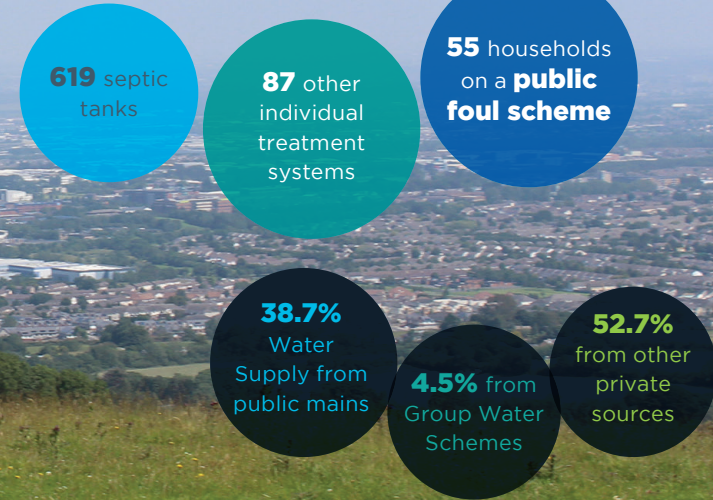 619 septic
tanks
87 other
individual
treatment
systems
55 households
on a public
foul scheme
38.7%
Water
Supply from
public mains
4.5% from
Group Water
Schemes
52.7%
from other
private
sources